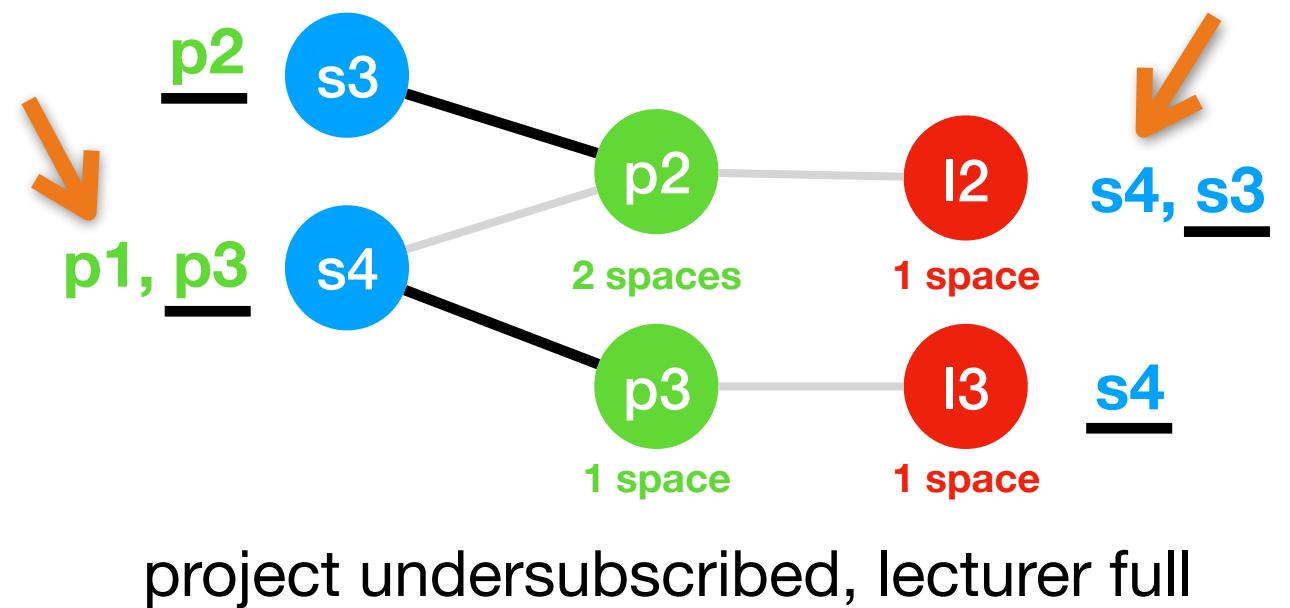 p2
s3
p2
l2
s4, s3
p1, p3
s4
2 spaces
1 space
p3
l3
s4
1 space
1 space
project undersubscribed, lecturer full